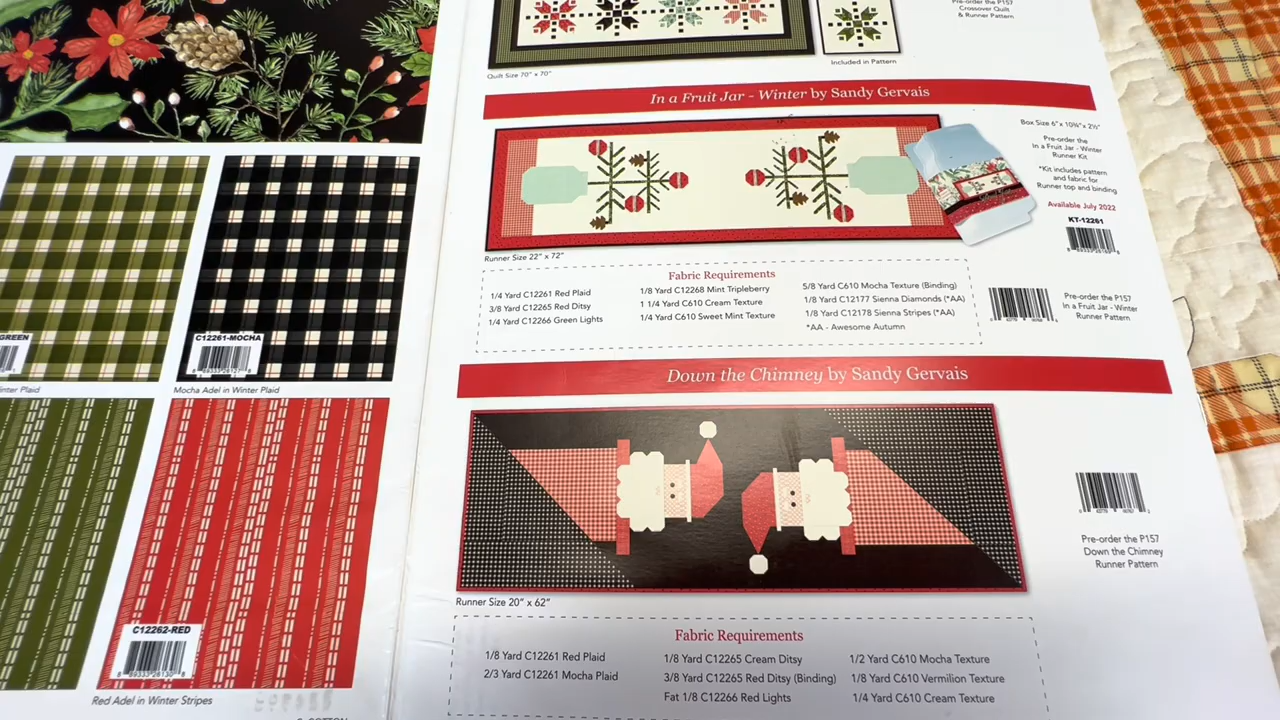 GREEN
nter Plaid
C12261-MOCHA
Mocha Adel in Winter Plaid
C12262-RED
Red Adel in Winter Stripes
Pre-order the P157
Crossover Quilt
& Runner Pattern
Quilt Size 70" x 70"
Included in Pattern
In a Fruit Jar - Winter by Sandy Gervais
Box Size 6" x 10¾" x 2½"
Pre-order the
In a Fruit Jar - Winter
Runner Kit
*Kit includes pattern
and fabric for
Runner top and binding
Available July 2022
KT-12261
Runner Size 22" x 72"
Fabric Requirements
1/4 Yard C12261 Red Plaid
3/8 Yard C12265 Red Ditsy
1/4 Yard C12266 Green Lights
1/8 Yard C12268 Mint Tripleberry
1 1/4 Yard C610 Cream Texture
1/4 Yard C610 Sweet Mint Texture
5/8 Yard C610 Mocha Texture (Binding)
1/8 Yard C12177 Sienna Diamonds (*AA)
1/8 Yard C12178 Sienna Stripes (*AA)
*AA - Awesome Autumn
Pre-order the P157
In a Fruit Jar - Winter
Runner Pattern
Down the Chimney by Sandy Gervais
Pre-order the P157
Down the Chimney
Runner Pattern
Runner Size 20" x 62"
Fabric Requirements
1/8 Yard C12261 Red Plaid
2/3 Yard C12261 Mocha Plaid
1/8 Yard C12265 Cream Ditsy
3/8 Yard C12265 Red Ditsy (Binding)
Fat 1/8 C12266 Red Lights
1/2 Yard C610 Mocha Texture
1/8 Yard C610 Vermilion Texture
1/4 Yard C610 Cream Texture